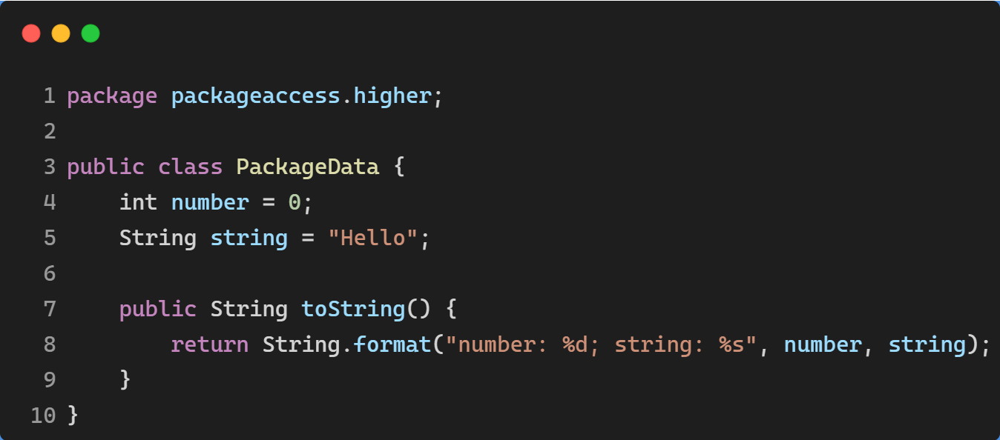 1 package packageaccess.higher;
2
3 public class PackageData {
4     int number = 0;
5     String string = "Hello";
6
7     public String toString() {
8         return String.format("number: %d; string: %s", number, string);
9     }
10 }